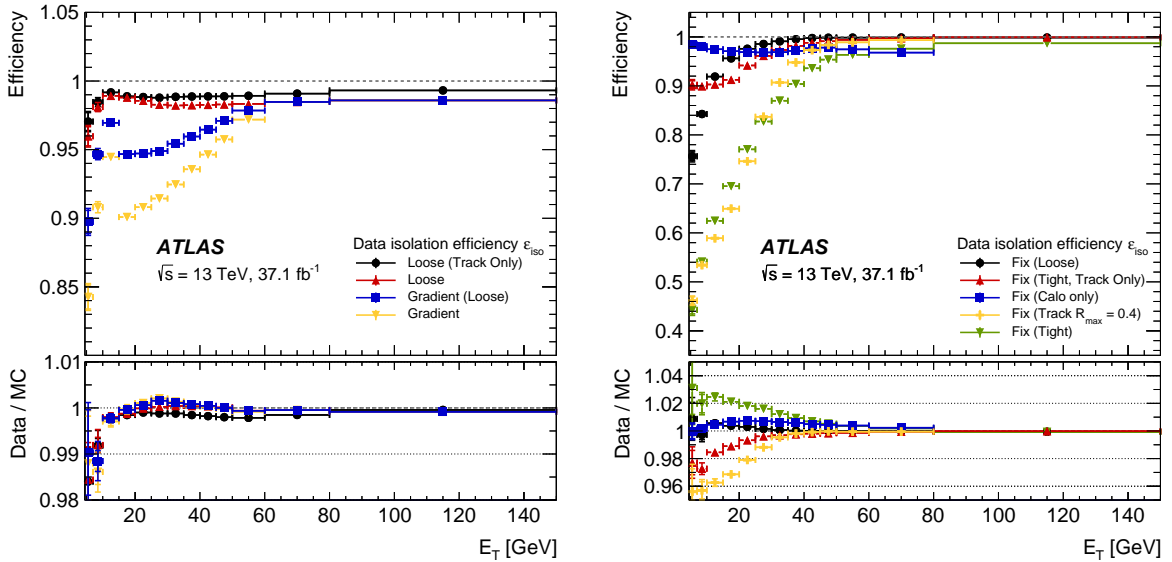 Efficiency
1.05
1
0.95
0.9
0.85
ATLAS
√s = 13 TeV, 37.1 fb-1
Data isolation efficiency εiso
Loose (Track Only)
Loose
Gradient (Loose)
Gradient
Data / MC
1.01
1
0.99
0.98
20 40 60 80 100 120 140
ET [GeV]
Efficiency
1
0.9
0.8
0.7
0.6
0.5
0.4
ATLAS
√s = 13 TeV, 37.1 fb-1
Data isolation efficiency εiso
Fix (Loose)
Fix (Tight, Track Only)
Fix (Calo only)
Fix (Track Rmax = 0.4)
Fix (Tight)
Data / MC
1.04
1.02
1
0.98
0.96
20 40 60 80 100 120 140
ET [GeV]